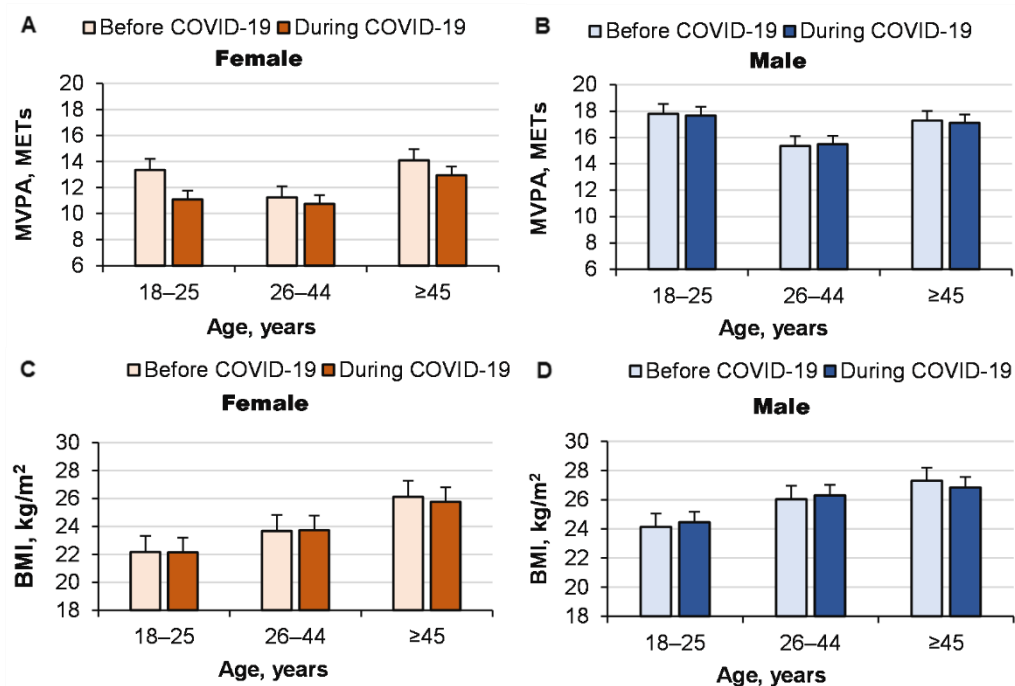 A
Before COVID-19 During COVID-19
Female
MVPA, METs
20
18
16
14
12
10
8
6
18–25 26–44 ≥45
Age, years
B
Before COVID-19 During COVID-19
Male
MVPA, METs
20
18
16
14
12
10
8
6
18–25 26–44 ≥45
Age, years
C
Before COVID-19 During COVID-19
Female
BMI, kg/m²
30
28
26
24
22
20
18
18–25 26–44 ≥45
Age, years
D
Before COVID-19 During COVID-19
Male
BMI, kg/m²
30
28
26
24
22
20
18
18–25 26–44 ≥45
Age, years